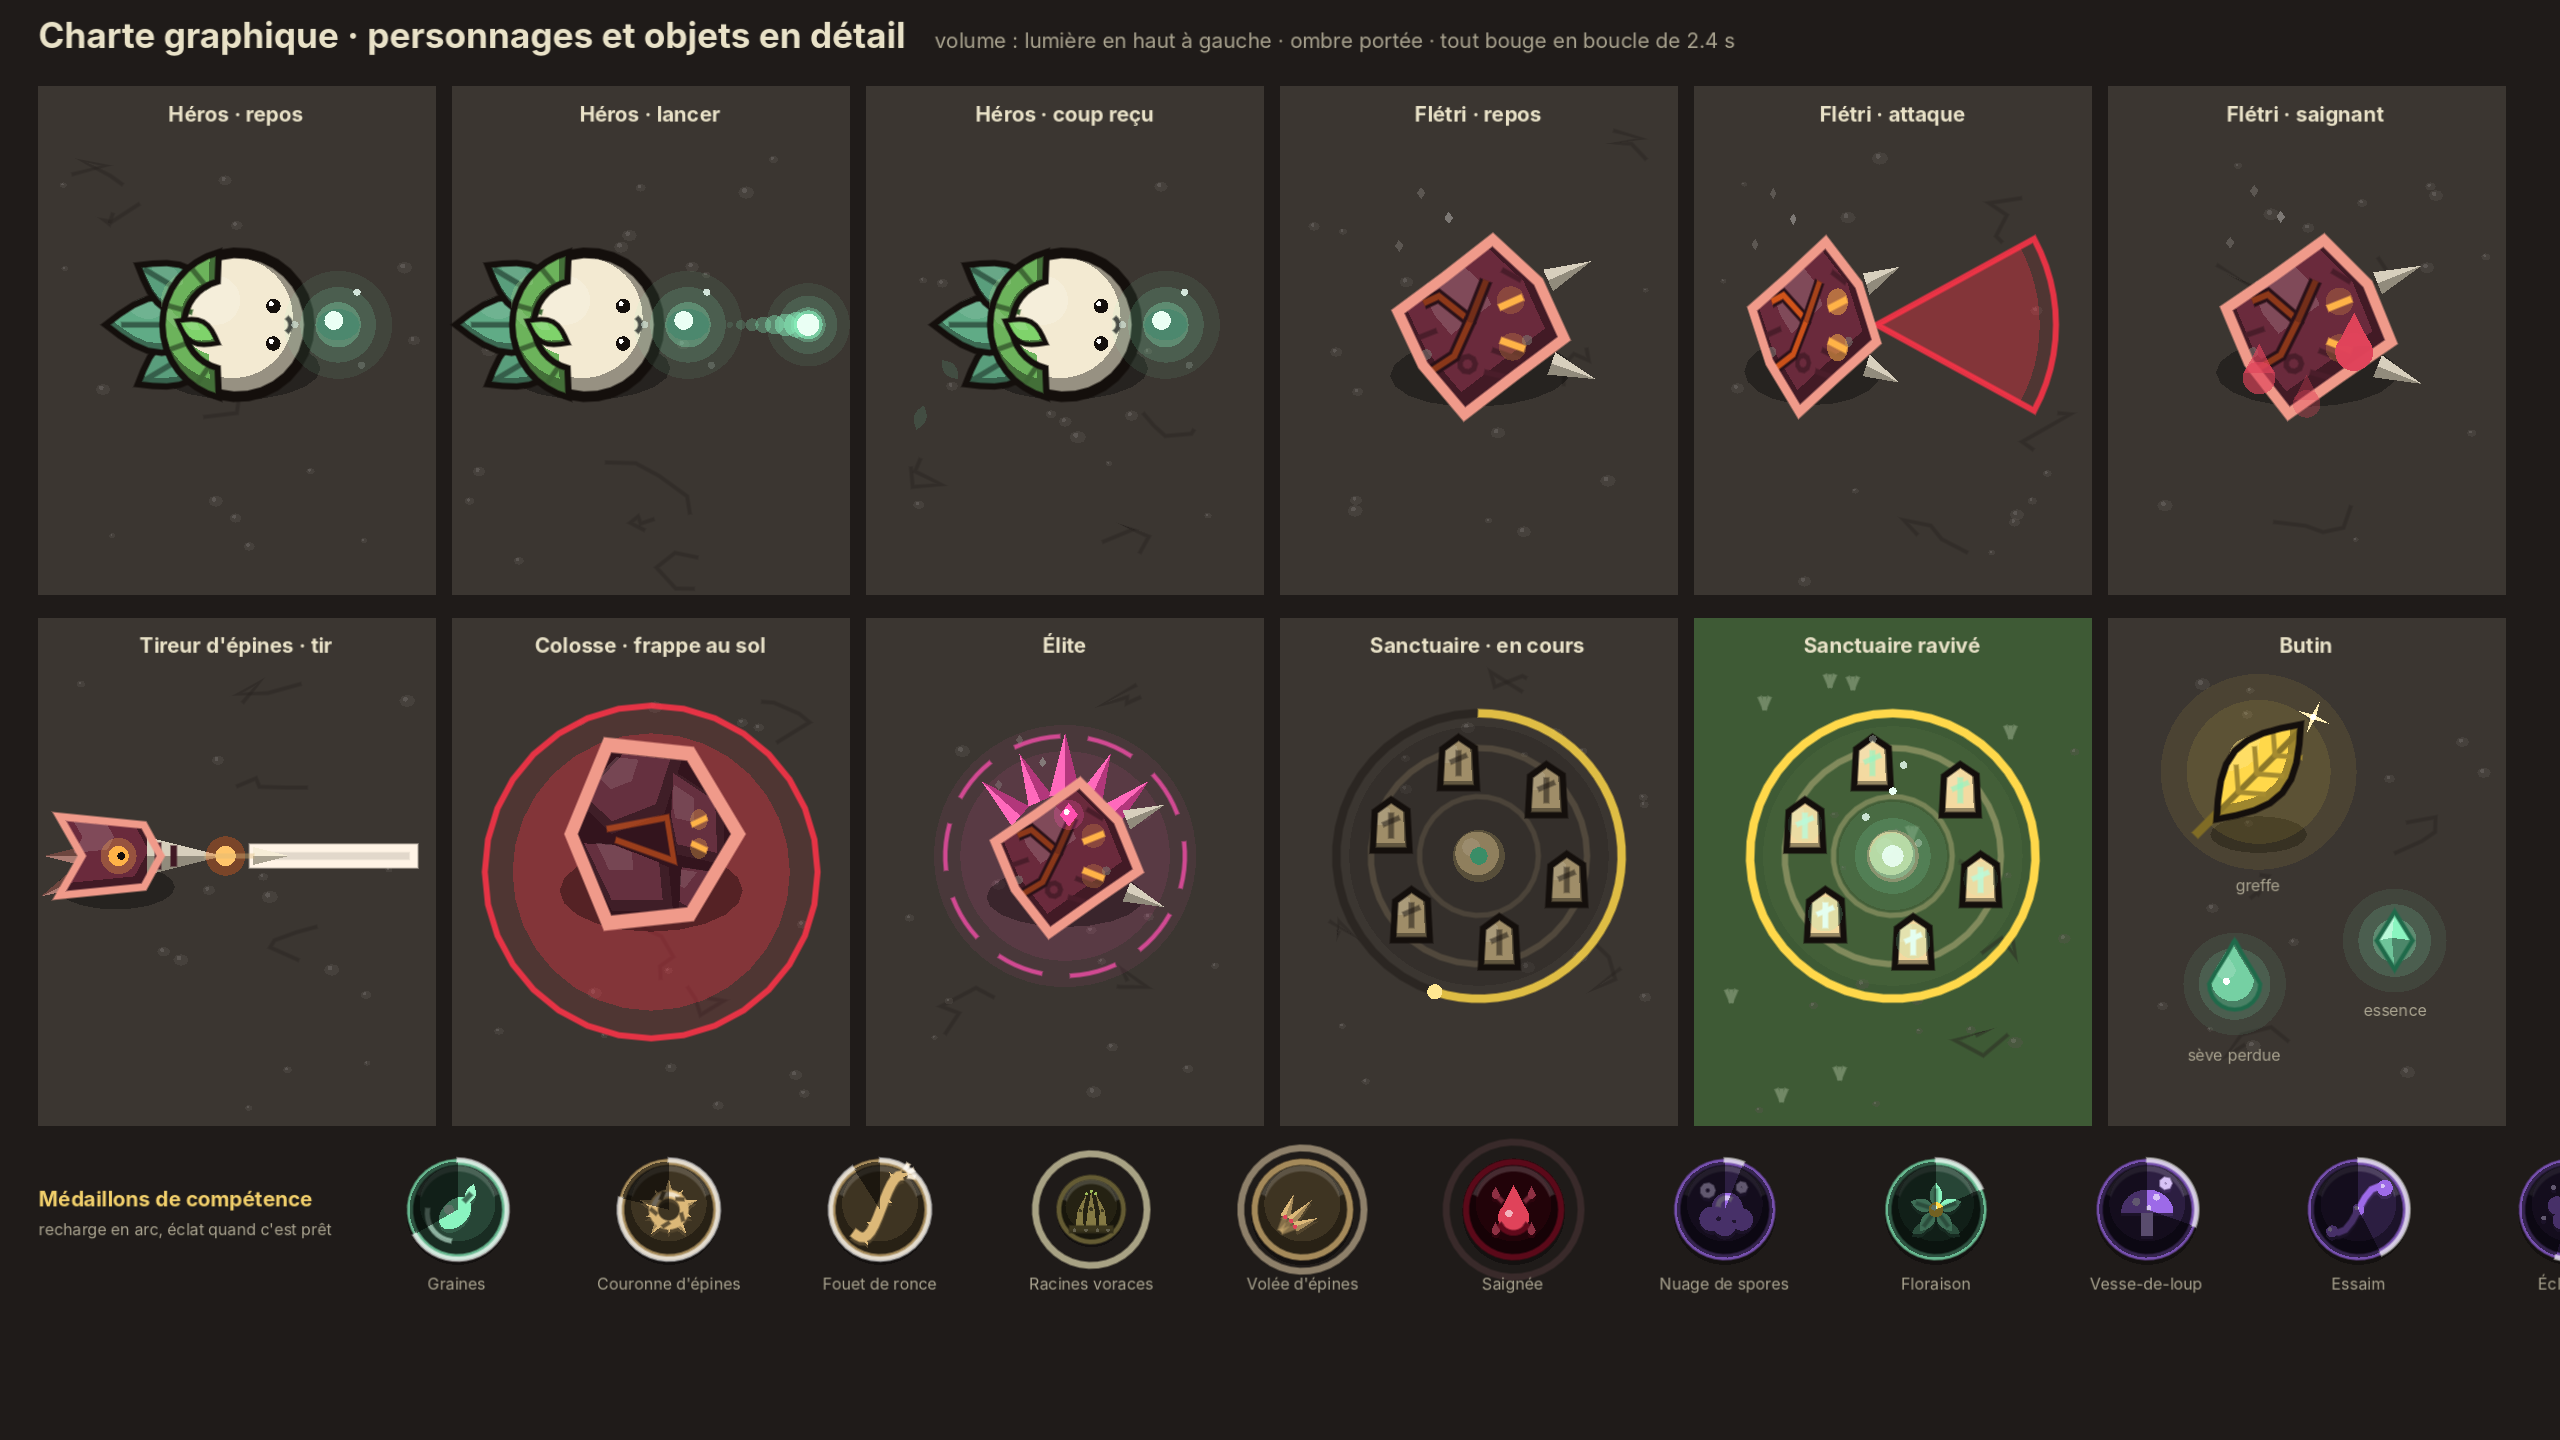 Charte graphique · personnages et objets en détail
volume : lumière en haut à gauche · ombre portée · tout bouge en boucle de 2.4 s
Héros · repos
Héros · lancer
Héros · coup reçu
Flétri · repos
Flétri · attaque
Flétri · saignant
Tireur d'épines · tir
Colosse · frappe au sol
Élite
Sanctuaire · en cours
Sanctuaire ravivé
Butin
greffe
essence
sève perdue
Médaillons de compétence
recharge en arc, éclat quand c'est prêt
Graines
Couronne d'épines
Fouet de ronce
Racines voraces
Volée d'épines
Saignée
Nuage de spores
Floraison
Vesse-de-loup
Essaim